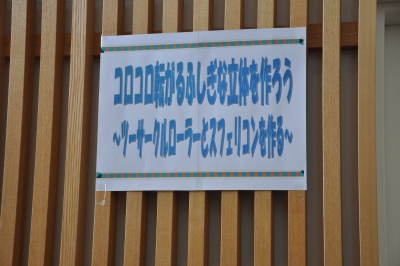 コロコロ転がるふしぎな立体を作ろう
～ツーサークルローラーとスフェリコンを作る～